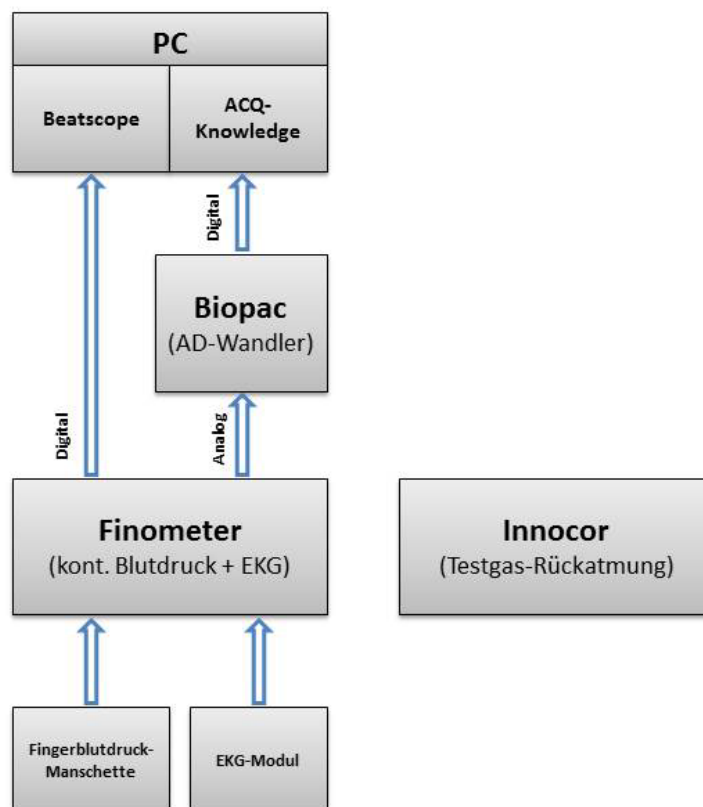 PC
Beatscope
ACQ-
Knowledge
Digital
Biopac
(AD-Wandler)
Digital
Analog
Finometer
(kont. Blutdruck + EKG)
Innocor
(Testgas-Rückatmung)
Fingerblutdruck-
Manschette
EKG-Modul